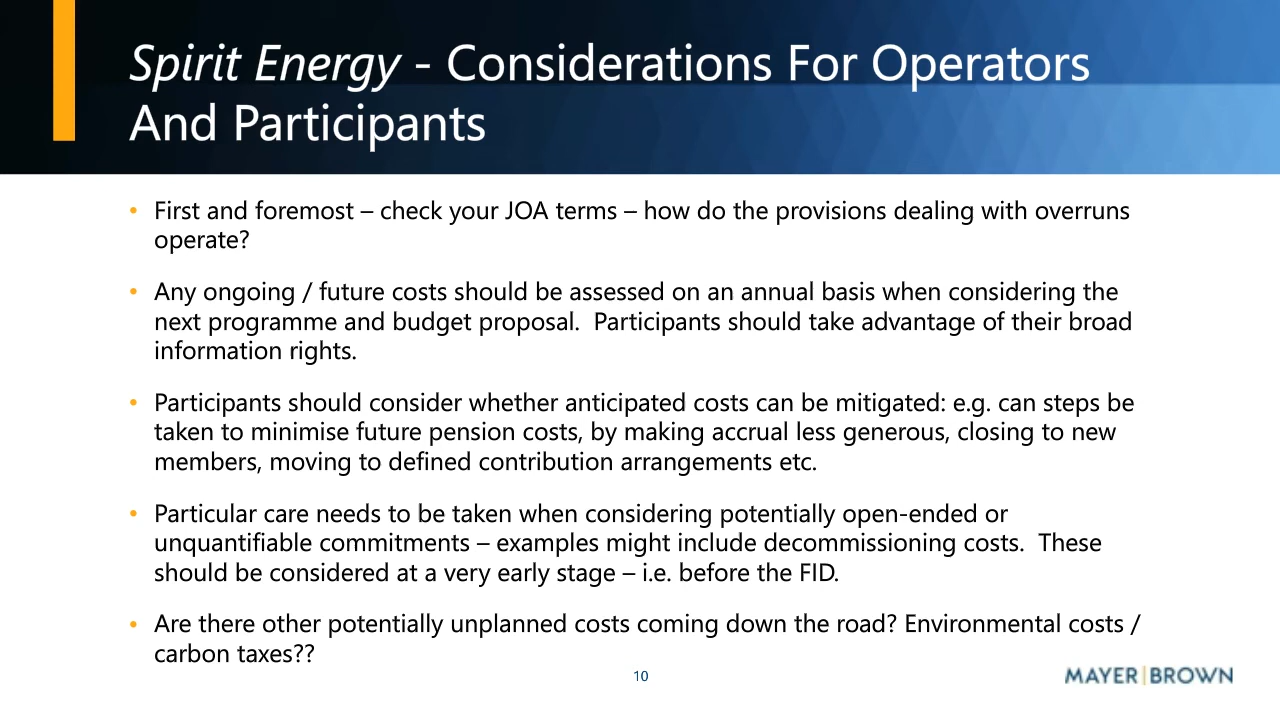 Spirit Energy - Considerations For Operators
And Participants
• First and foremost – check your JOA terms – how do the provisions dealing with overruns
operate?
• Any ongoing / future costs should be assessed on an annual basis when considering the
next programme and budget proposal.  Participants should take advantage of their broad
information rights.
• Participants should consider whether anticipated costs can be mitigated: e.g. can steps be
taken to minimise future pension costs, by making accrual less generous, closing to new
members, moving to defined contribution arrangements etc.
• Particular care needs to be taken when considering potentially open-ended or
unquantifiable commitments – examples might include decommissioning costs.  These
should be considered at a very early stage – i.e. before the FID.
• Are there other potentially unplanned costs coming down the road? Environmental costs /
carbon taxes??
10
MAYER|BROWN